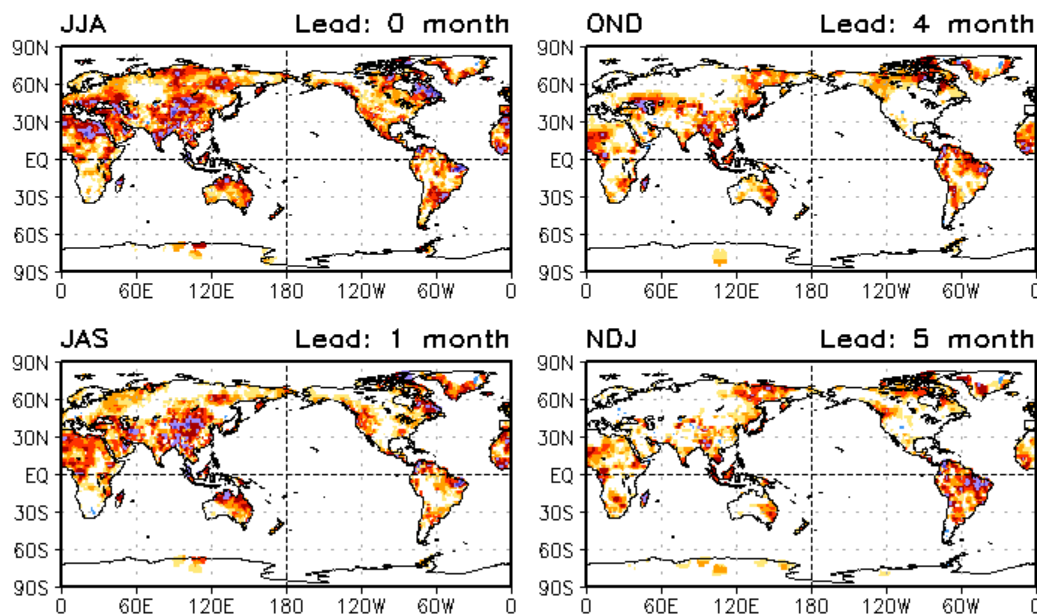 JJA Lead: 0 month
90N
60N
30N
EQ
30S
60S
90S
0 60E 120E 180 120W 60W 0
OND Lead: 4 month
90N
60N
30N
EQ
30S
60S
90S
0 60E 120E 180 120W 60W 0
JAS Lead: 1 month
90N
60N
30N
EQ
30S
60S
90S
0 60E 120E 180 120W 60W 0
NDJ Lead: 5 month
90N
60N
30N
EQ
30S
60S
90S
0 60E 120E 180 120W 60W 0